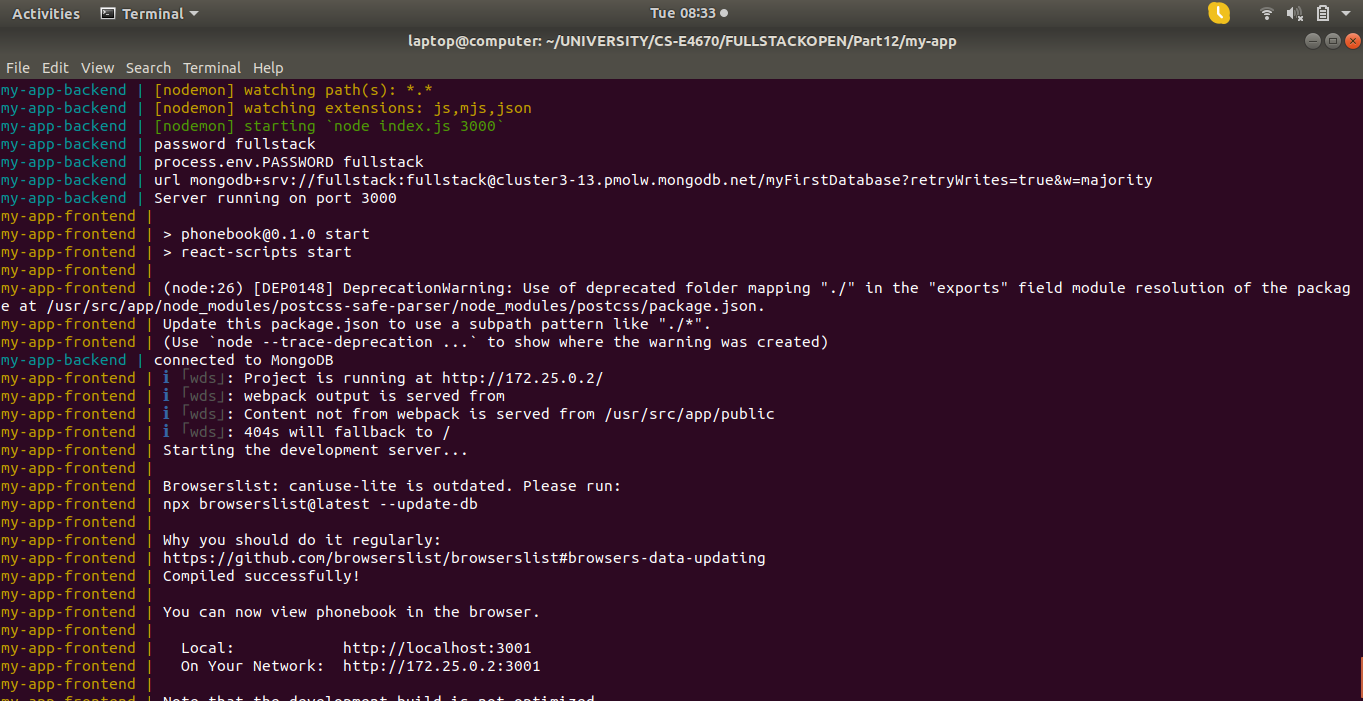 Activities Terminal Tue 08:33
laptop@computer: ~/UNIVERSITY/CS-E4670/FULLSTACKOPEN/Part12/my-app
File Edit View Search Terminal Help
my-app-backend | [nodemon] watching path(s): *.*
my-app-backend | [nodemon] watching extensions: js,mjs,json
my-app-backend | [nodemon] starting `node index.js 3000`
my-app-backend | password fullstack
my-app-backend | process.env.PASSWORD fullstack
my-app-backend | url mongodb+srv://fullstack:fullstack@cluster3-13.pmolw.mongodb.net/myFirstDatabase?retryWrites=true&w=majority
my-app-backend | Server running on port 3000
my-app-frontend |
my-app-frontend | > phonebook@0.1.0 start
my-app-frontend | > react-scripts start
my-app-frontend |
my-app-frontend | (node:26) [DEP0148] DeprecationWarning: Use of deprecated folder mapping "./" in the "exports" field module resolution of the packag
e at /usr/src/app/node_modules/postcss-safe-parser/node_modules/postcss/package.json.
my-app-frontend | Update this package.json to use a subpath pattern like "./*".
my-app-frontend | (Use `node --trace-deprecation ...` to show where the warning was created)
my-app-backend | connected to MongoDB
my-app-frontend | ℹ ｢wds｣: Project is running at http://172.25.0.2/
my-app-frontend | ℹ ｢wds｣: webpack output is served from
my-app-frontend | ℹ ｢wds｣: Content not from webpack is served from /usr/src/app/public
my-app-frontend | ℹ ｢wds｣: 404s will fallback to /
my-app-frontend | Starting the development server...
my-app-frontend |
my-app-frontend | Browserslist: caniuse-lite is outdated. Please run:
my-app-frontend | npx browserslist@latest --update-db
my-app-frontend |
my-app-frontend | Why you should do it regularly:
my-app-frontend | https://github.com/browserslist/browserslist#browsers-data-updating
my-app-frontend | Compiled successfully!
my-app-frontend |
my-app-frontend | You can now view phonebook in the browser.
my-app-frontend |
my-app-frontend | Local: http://localhost:3001
my-app-frontend | On Your Network: http://172.25.0.2:3001
my-app-frontend |
my-app-frontend | Note that the development build is not optimized